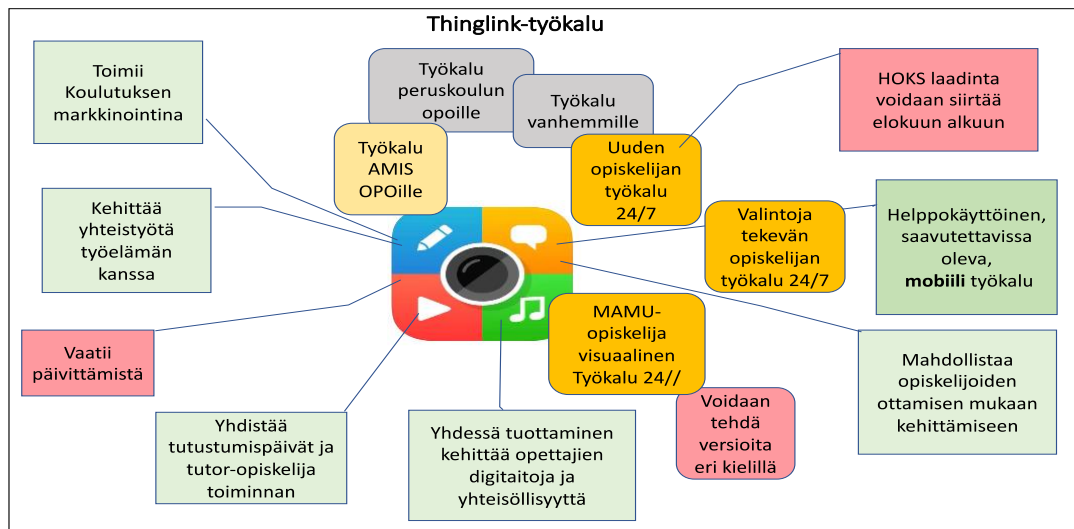 Thinglink-työkalu
Toimii
Koulutuksen
markkinointina
Työkalu
peruskoulun
opoille
Työkalu
vanhemmille
HOKS laadinta
voidaan siirtää
elokuun alkuun
Työkalu
AMIS
OPOille
Uuden
opiskelijan
työkalu
24/7
Kehittää
yhteistyötä
työelämän
kanssa
Valintoja
tekevän
opiskelijan
työkalu 24/7
Helppokäyttöinen,
saavutettavissa
oleva,
mobiili työkalu
Vaatii
päivittämistä
MAMU-
opiskelija
visuaalinen
Työkalu 24//
Mahdollistaa
opiskelijoiden
ottamisen mukaan
kehittämiseen
Yhdistää
tutustumispäivät ja
tutor-opiskelija
toiminnan
Yhdessä tuottaminen
kehittää opettajien
digitaitoja ja
yhteisöllisyyttä
Voidaan
tehdä
versioita
eri kielillä